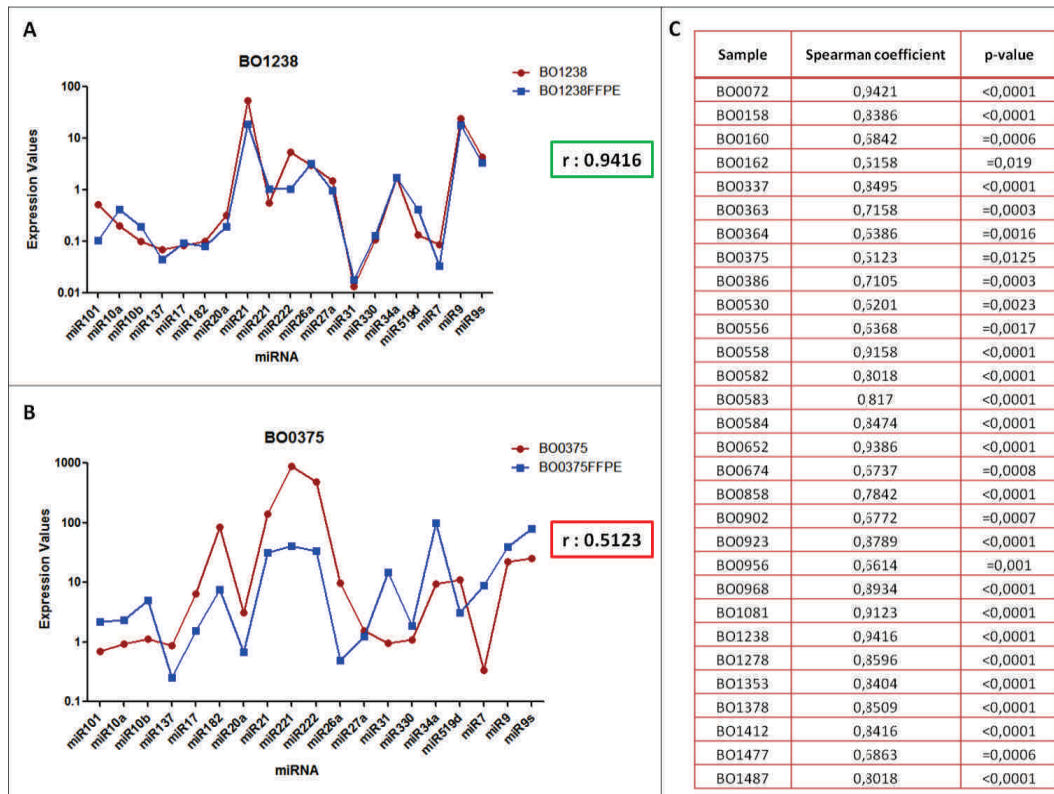 A
BO1238
BO1238
BO1238FFPE
Expression Values
100
10
1
0.1
0.01
miR101
miR10a
miR10b
miR137
miR17
miR182
miR20a
miR21
miR221
miR222
miR26a
miR27a
miR31
miR330
miR34a
miR519d
miR7
miR9
miR9s
miRNA
r : 0.9416
B
BO0375
BO0375
BO0375FFPE
Expression Values
1000
100
10
1
0.1
miR101
miR10a
miR10b
miR137
miR17
miR182
miR20a
miR21
miR221
miR222
miR26a
miR27a
miR31
miR330
miR34a
miR519d
miR7
miR9
miR9s
miRNA
r : 0.5123
C
Sample Spearman coefficient p-value
BO0072 0,9421 <0,0001
BO0158 0,8386 <0,0001
BO0160 0,6842 =0,0006
BO0162 0,5158 =0,019
BO0337 0,8495 <0,0001
BO0363 0,7158 =0,0003
BO0364 0,6386 =0,0016
BO0375 0,5123 =0,0125
BO0386 0,7105 =0,0003
BO0530 0,6201 =0,0023
BO0556 0,6368 =0,0017
BO0558 0,9158 <0,0001
BO0582 0,8018 <0,0001
BO0583 0,817 <0,0001
BO0584 0,8474 <0,0001
BO0652 0,9386 <0,0001
BO0674 0,6737 =0,0008
BO0858 0,7842 <0,0001
BO0902 0,6772 =0,0007
BO0923 0,8789 <0,0001
BO0956 0,6614 =0,001
BO0968 0,8934 <0,0001
BO1081 0,9123 <0,0001
BO1238 0,9416 <0,0001
BO1278 0,8596 <0,0001
BO1353 0,8404 <0,0001
BO1378 0,8509 <0,0001
BO1412 0,8416 <0,0001
BO1477 0,6863 =0,0006
BO1487 0,8018 <0,0001